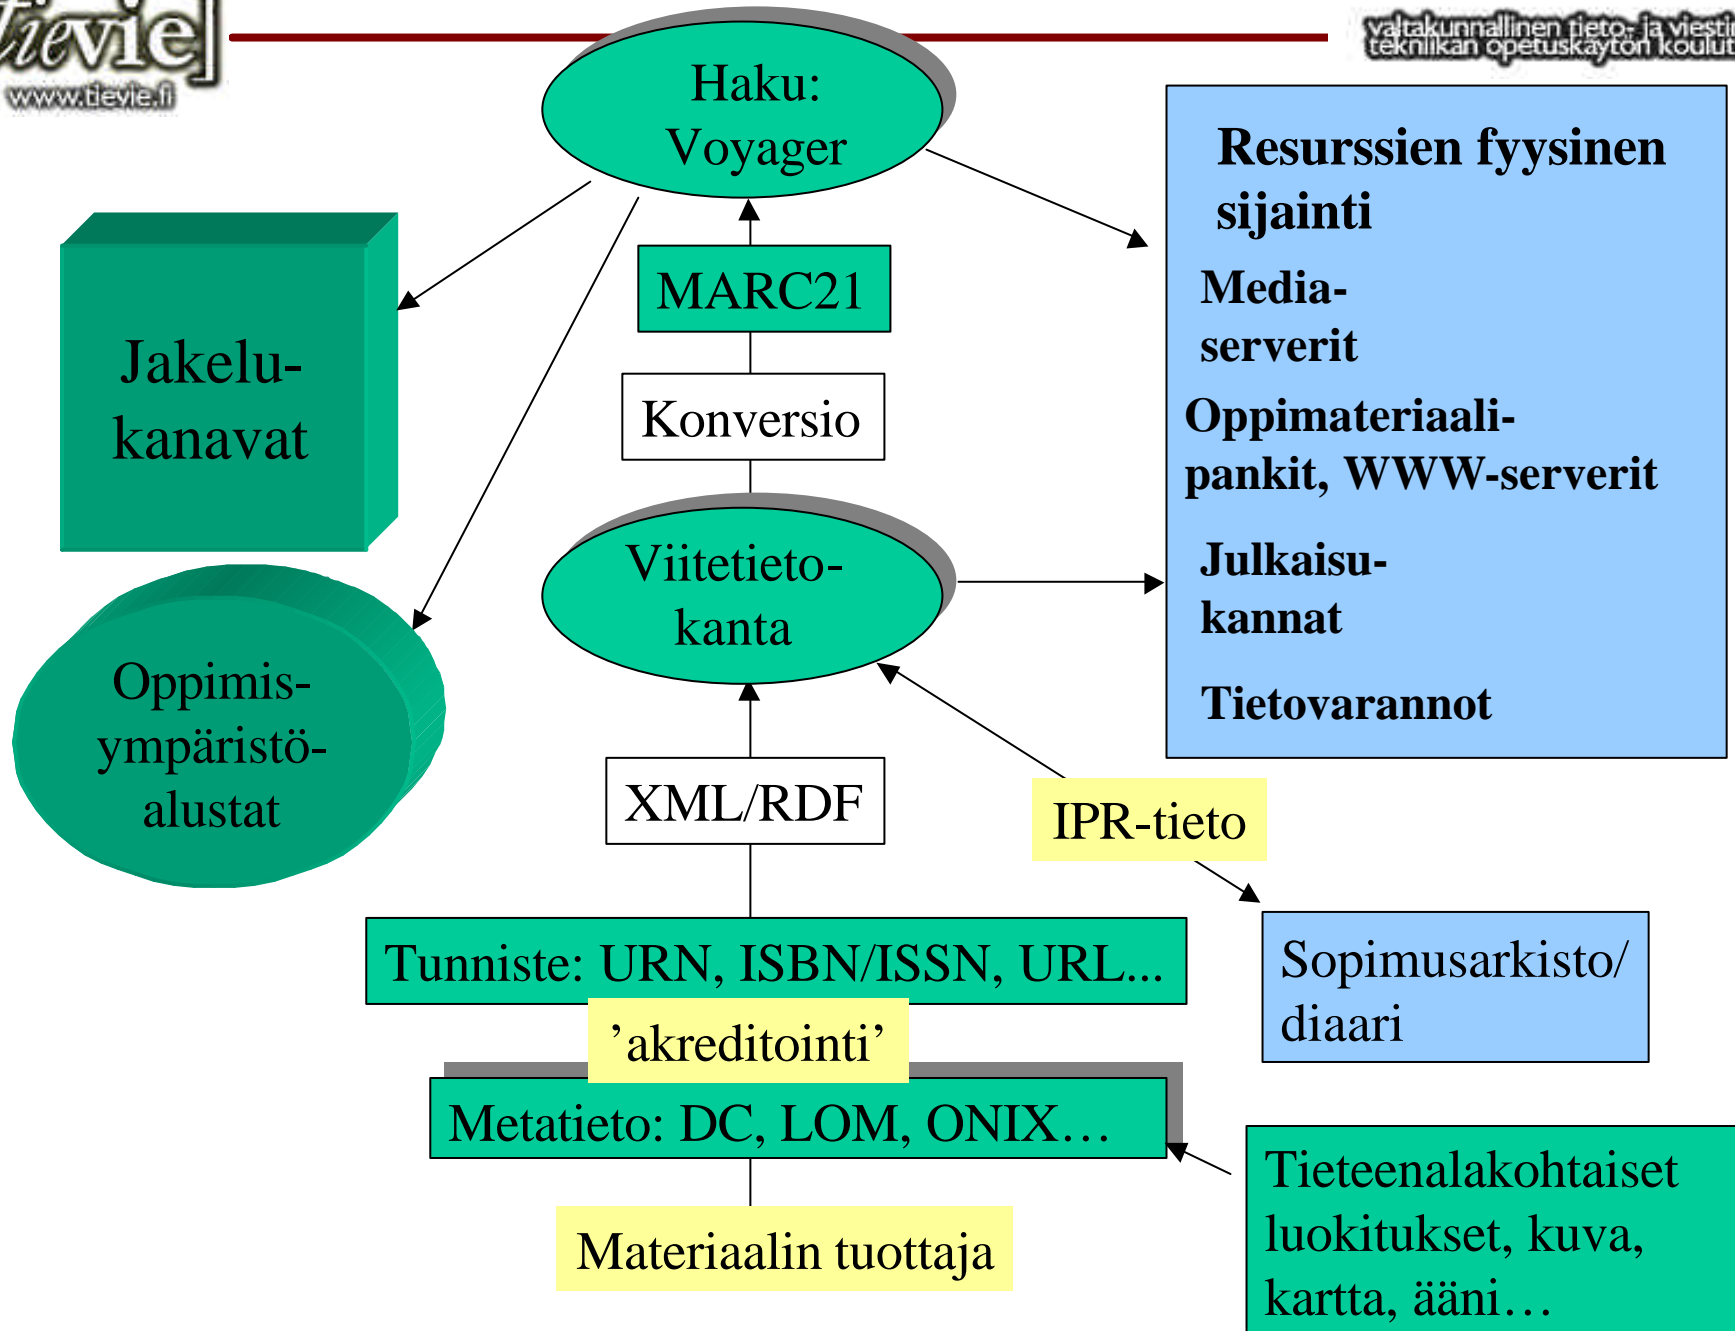 tievie]
www.tievie.fi
valtakunnallinen tieto- ja
tekniikan opetuskäytön
Haku:
Voyager
Resurssien fyysinen
sijainti
Media-
serverit
Oppimateriaali-
pankit, WWW-serverit
Julkaisu-
kannat
Tietovarannot
MARC21
Jakelu-
kanavat
Konversio
Viitetieto-
kanta
Oppimis-
ympäristö-
alustat
XML/RDF
IPR-tieto
Tunniste: URN, ISBN/ISSN, URL...
Sopimusarkisto/
diaari
’akreditointi’
Metatieto: DC, LOM, ONIX…
Tieteenalakohtaiset
luokitukset, kuva,
kartta, ääni…
Materiaalin tuottaja